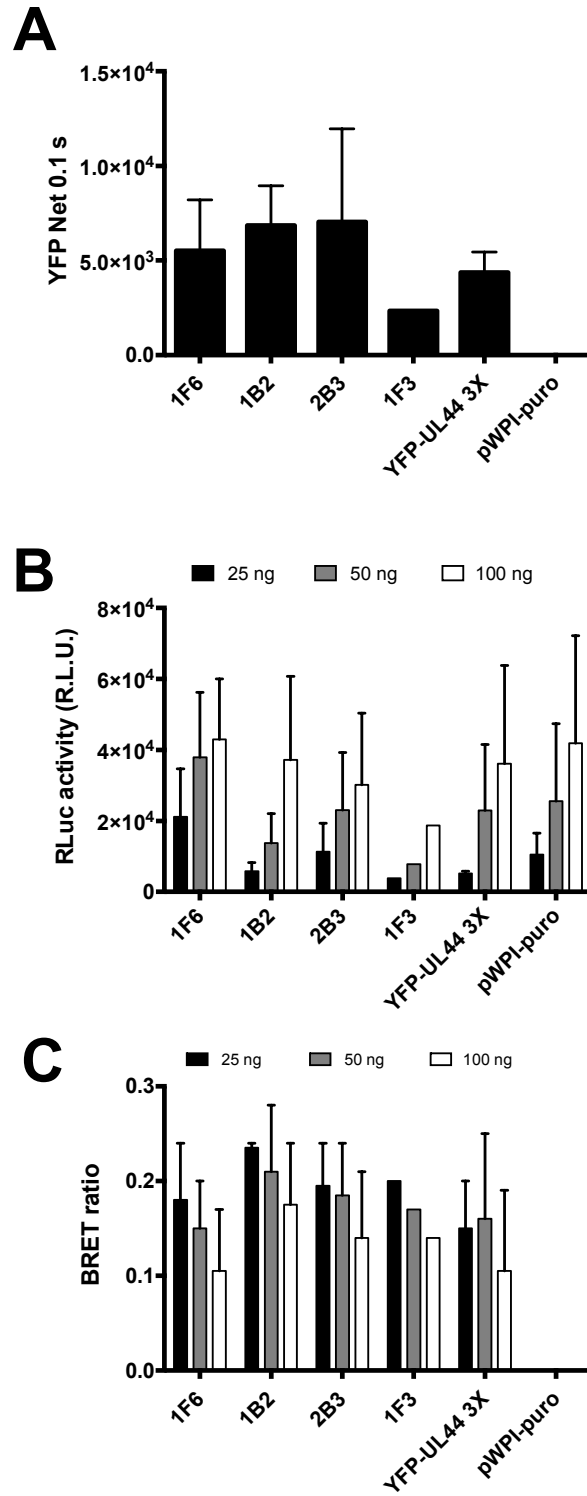 A
YFP Net 0.1 s
1.5×10⁴
1.0×10⁴
5.0×10³
0.0
1F6
1B2
2B3
1F3
YFP-UL44 3X
pWPI-puro
B
25 ng
50 ng
100 ng
RLuc activity (R.L.U.)
8×10⁴
6×10⁴
4×10⁴
2×10⁴
0
1F6
1B2
2B3
1F3
YFP-UL44 3X
pWPI-puro
C
25 ng
50 ng
100 ng
BRET ratio
0.3
0.2
0.1
0.0
1F6
1B2
2B3
1F3
YFP-UL44 3X
pWPI-puro